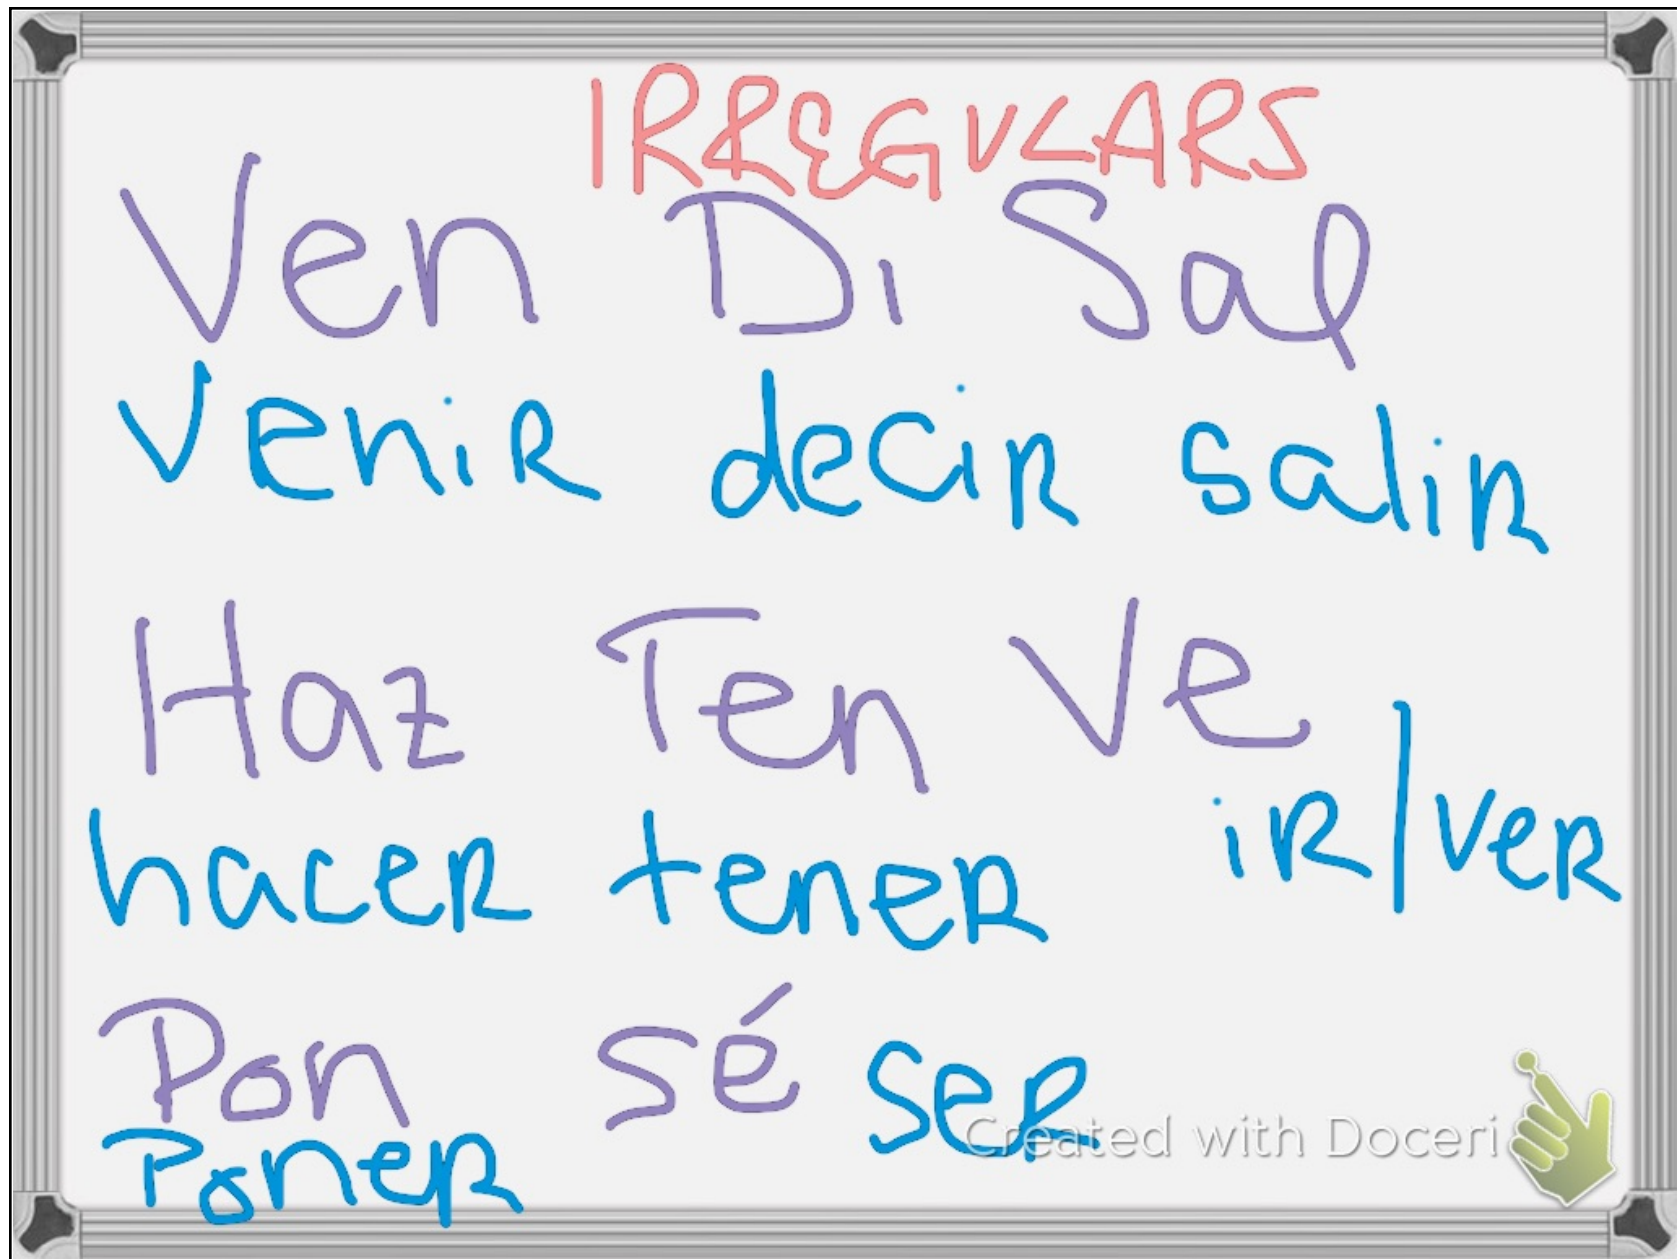 IRREGULARS
Ven Di Sal
Venir decir salir
Haz Ten Ve
hacer tener ir/ver
Pon sé ser
Poner
Created with Doceri